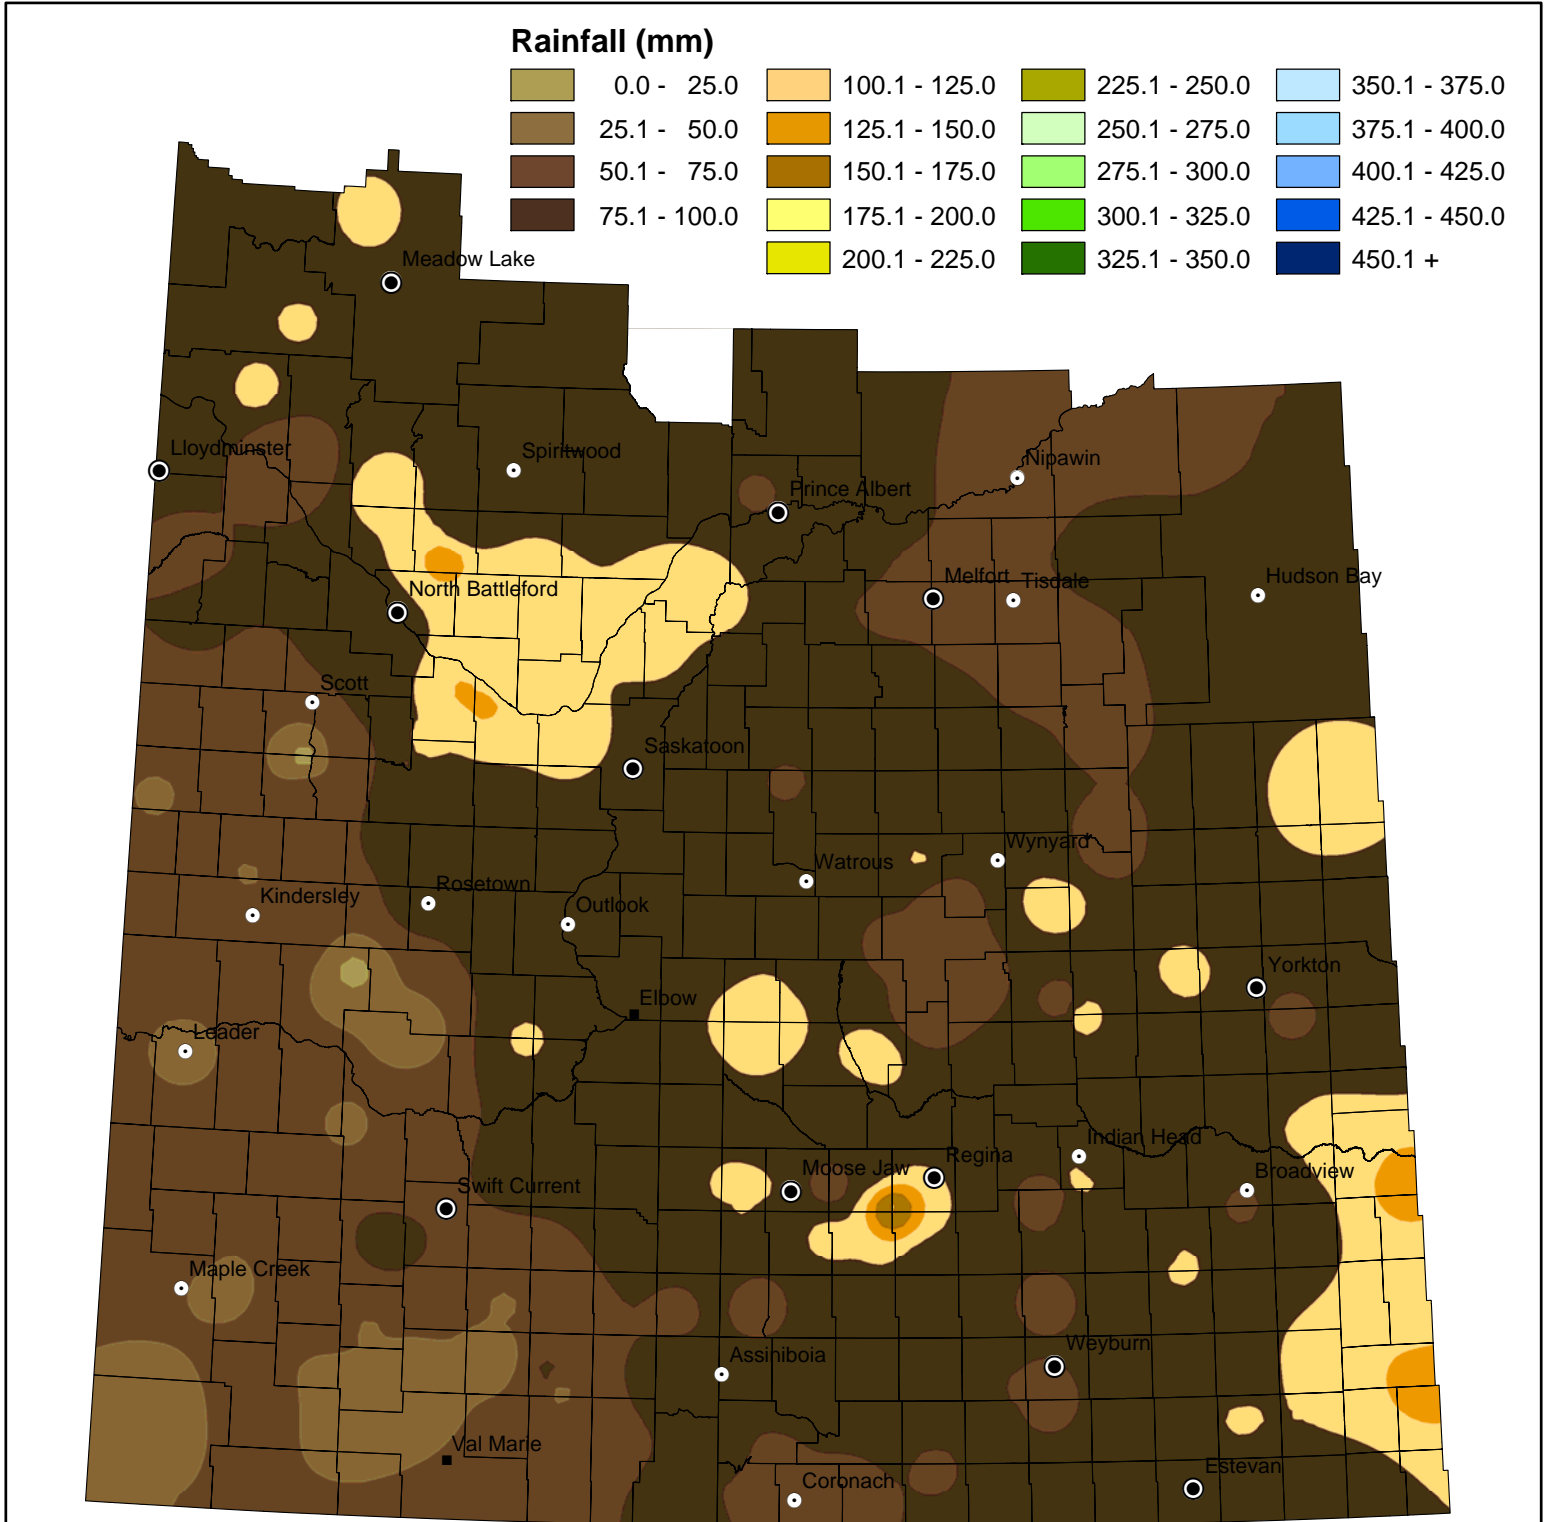 Rainfall (mm)
0.0 - 25.0
25.1 - 50.0
50.1 - 75.0
75.1 - 100.0
100.1 - 125.0
125.1 - 150.0
150.1 - 175.0
175.1 - 200.0
200.1 - 225.0
225.1 - 250.0
250.1 - 275.0
275.1 - 300.0
300.1 - 325.0
325.1 - 350.0
350.1 - 375.0
375.1 - 400.0
400.1 - 425.0
425.1 - 450.0
450.1 +
Meadow Lake
Lloydminster
Spiritwood
Nipawin
Prince Albert
North Battleford
Melfort
Tisdale
Hudson Bay
Scott
Saskatoon
Wynyard
Watrous
Rosetown
Kindersley
Outlook
Yorkton
Elbow
Leader
Indian Head
Regina
Moose Jaw
Broadview
Swift Current
Maple Creek
Weyburn
Assiniboia
Val Marie
Estevan
Coronach